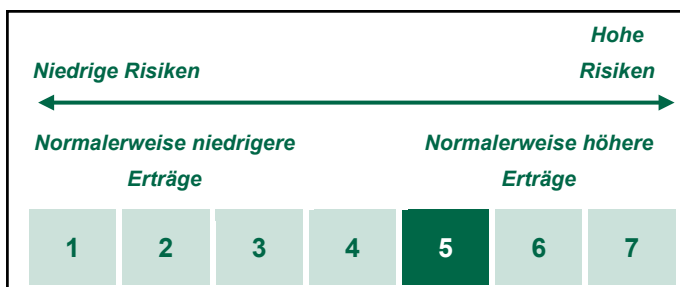 Hohe
Niedrige Risiken Risiken
Normalerweise niedrigere Normalerweise höhere
Erträge Erträge
1 2 3 4 5 6 7